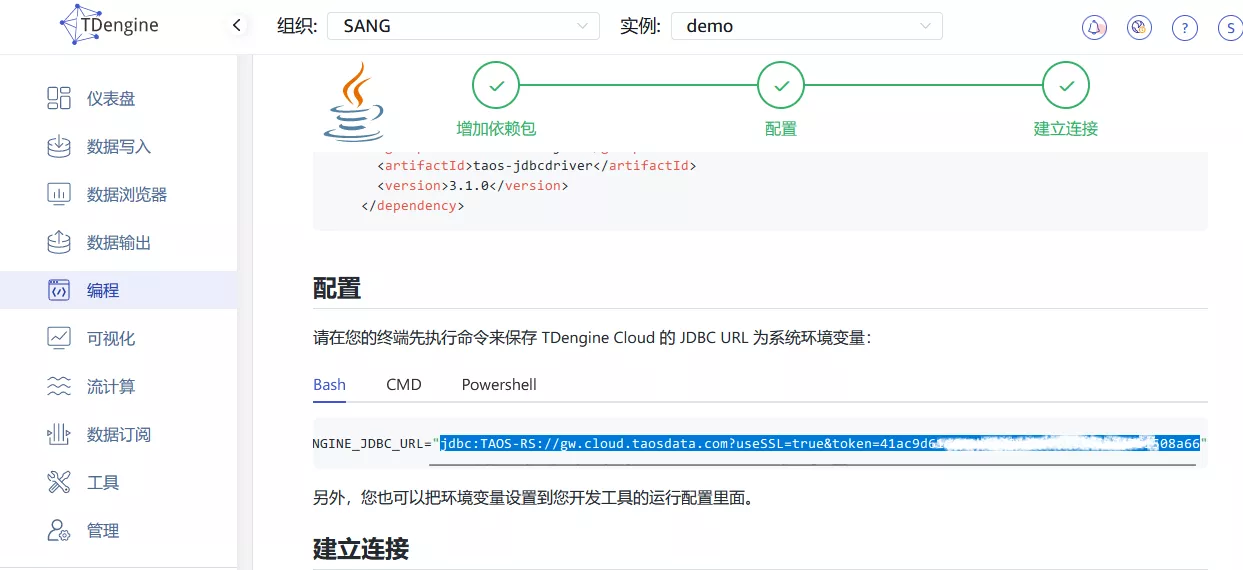 TDengine
组织: SANG 实例: demo
? S
仪表盘
数据写入
数据浏览器
数据输出
编程
可视化
流计算
数据订阅
工具
管理
增加依赖包 配置 建立连接
<artifactId>taos-jdbcdriver</artifactId>
<version>3.1.0</version>
</dependency>
配置
请在您的终端先执行命令来保存 TDengine Cloud 的 JDBC URL 为系统环境变量：
Bash CMD Powershell
NGINE_JDBC_URL="jdbc:TAOS-RS://gw.cloud.taosdata.com?useSSL=true&token=41ac9d6 08a66"
另外，您也可以把环境变量设置到您开发工具的运行配置里面。
建立连接